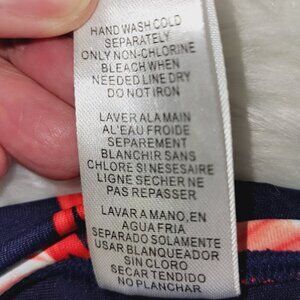 HAND WASH COLD
SEPARATELY
ONLY NON-CHLORINE
BLEACH WHEN
NEEDED LINE DRY
DO NOT IRON
LAVER ALA MAIN
AL'EAU FROIDE
SEPAREMENT
BLANCHIR SANS
CHLORE SI NESESAIRE
LIGNE SECHER NE
PAS REPASSER
LAVAR A MANO, EN
AGUA FRIA
SEPARADO SOLAMENTE
USAR BLANQUEADOR
SIN CLORO
SECAR TENDIDO
NO PLANCHAR